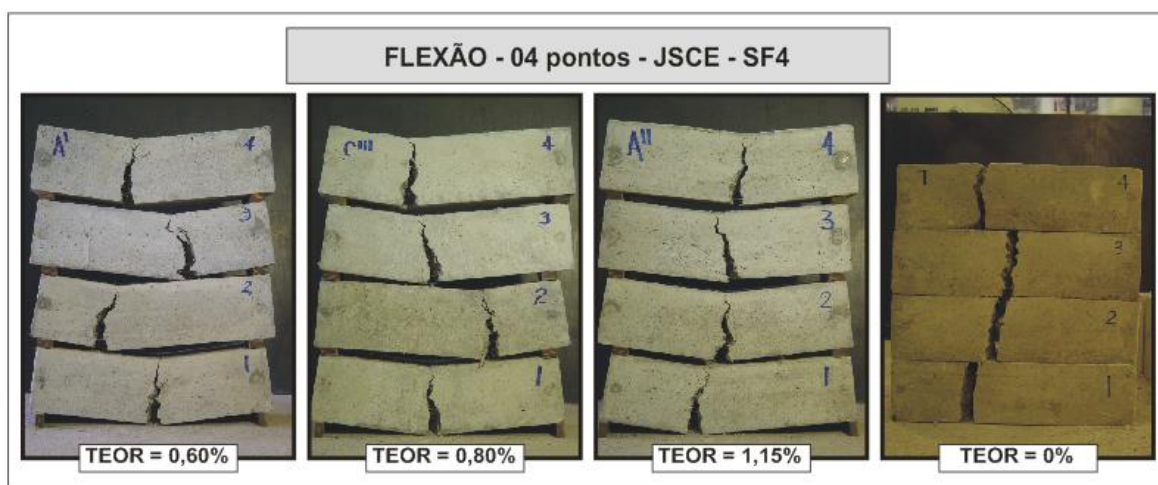 FLEXÃO - 04 pontos - JSCE - SF4
A' 4
3
2
1
TEOR = 0,60%
C''' 4
3
2
1
TEOR = 0,80%
A'' 4
3
2
1
TEOR = 1,15%
1 4
3
2
1
TEOR = 0%